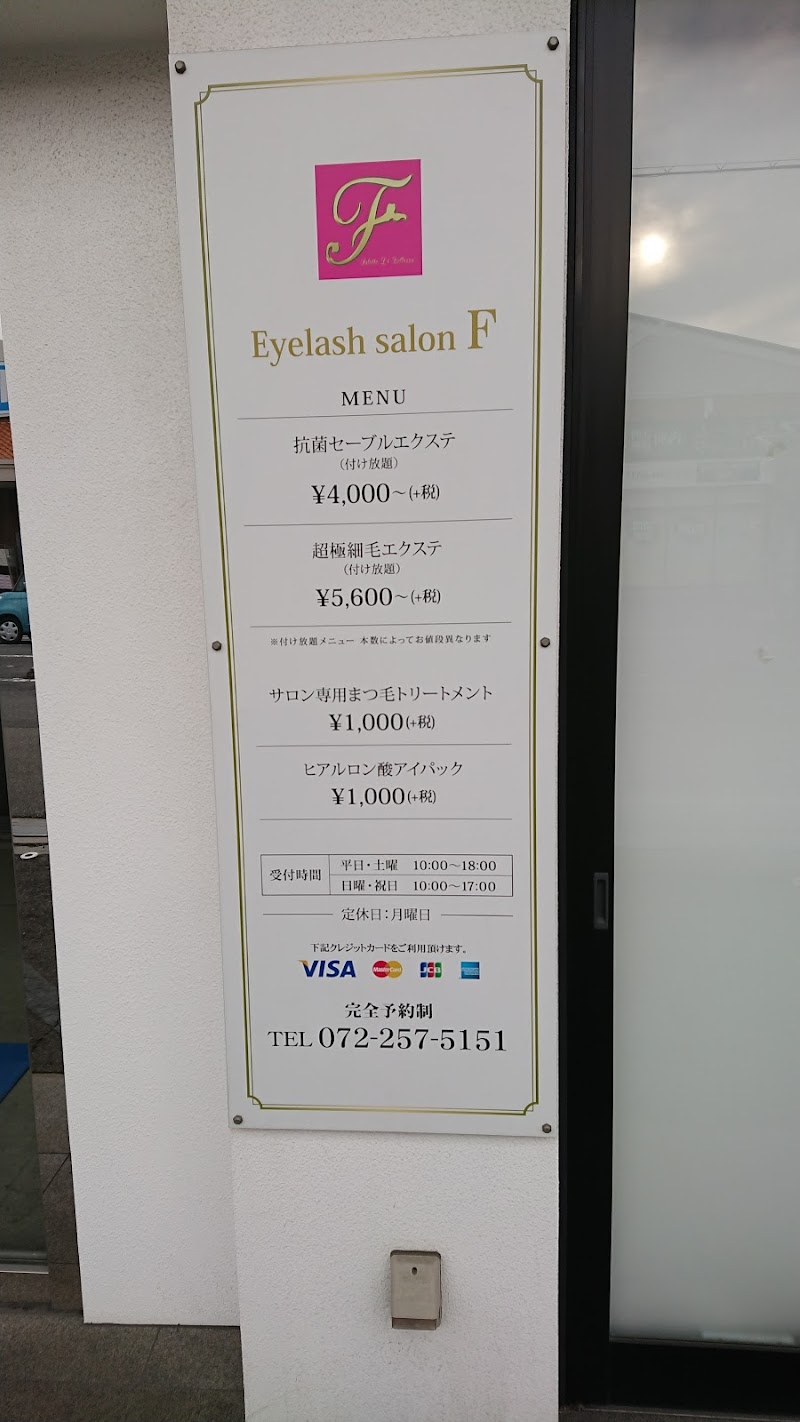 F
Eyelash salon F
MENU
抗菌セーブルエクステ
(付け放題)
¥4,000~(+税)
超極細毛エクステ
(付け放題)
¥5,600~(+税)
※付け放題メニュー 本数によってお値段異なります
サロン専用まつ毛トリートメント
¥1,000(+税)
ヒアルロン酸アイパック
¥1,000(+税)
受付時間
平日・土曜 10:00~18:00
日曜・祝日 10:00~17:00
定休日:月曜日
下記クレジットカードをご利用頂けます。
VISA MasterCard JCB
完全予約制
TEL 072-257-5151